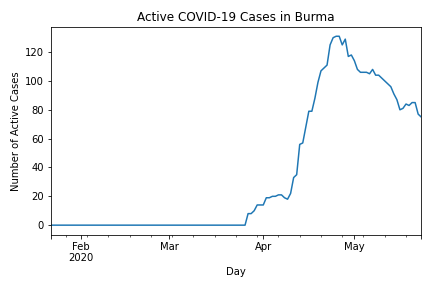 Active COVID-19 Cases in Burma
Number of Active Cases
120
100
80
60
40
20
0
Feb
2020
Mar
Apr
May
Day